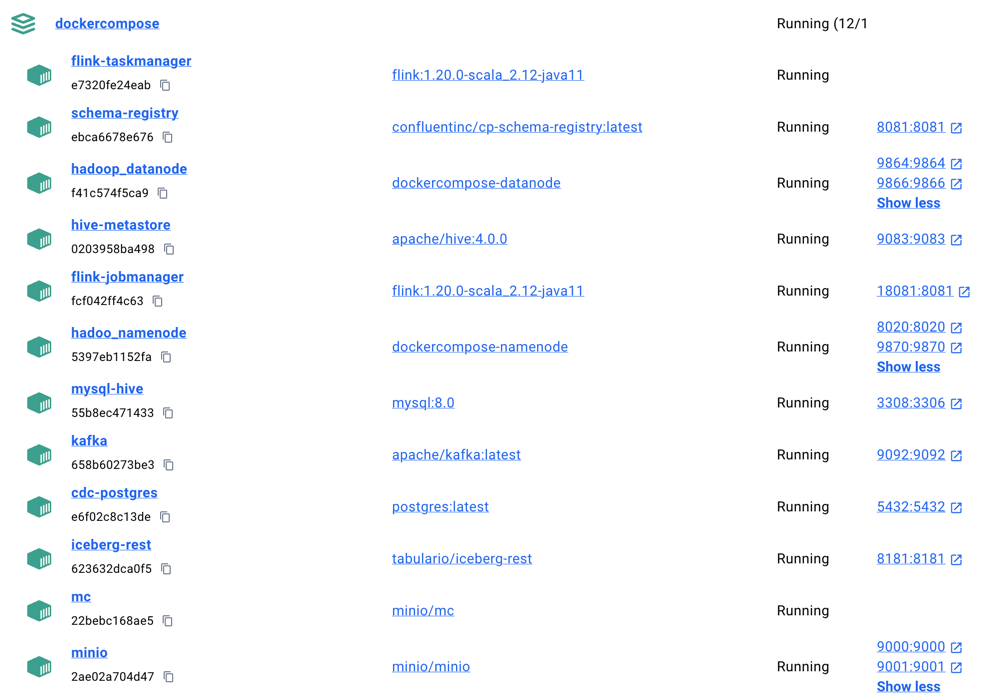 dockercompose Running (12/1
flink-taskmanager
e7320fe24eab flink:1.20.0-scala_2.12-java11 Running
schema-registry
ebca6678e676 confluentinc/cp-schema-registry:latest Running 8081:8081
hadoop_datanode
f41c574f5ca9 dockercompose-datanode Running 9864:9864
9866:9866
Show less
hive-metastore
0203958ba498 apache/hive:4.0.0 Running 9083:9083
flink-jobmanager
fcf042ff4c63 flink:1.20.0-scala_2.12-java11 Running 18081:8081
hadoo_namenode
5397eb1152fa dockercompose-namenode Running 8020:8020
9870:9870
Show less
mysql-hive
55b8ec471433 mysql:8.0 Running 3308:3306
kafka
658b60273be3 apache/kafka:latest Running 9092:9092
cdc-postgres
e6f02c8c13de postgres:latest Running 5432:5432
iceberg-rest
623632dca0f5 tabulario/iceberg-rest Running 8181:8181
mc
22bebc168ae5 minio/mc Running
minio
2ae02a704d47 minio/minio Running 9000:9000
9001:9001
Show less